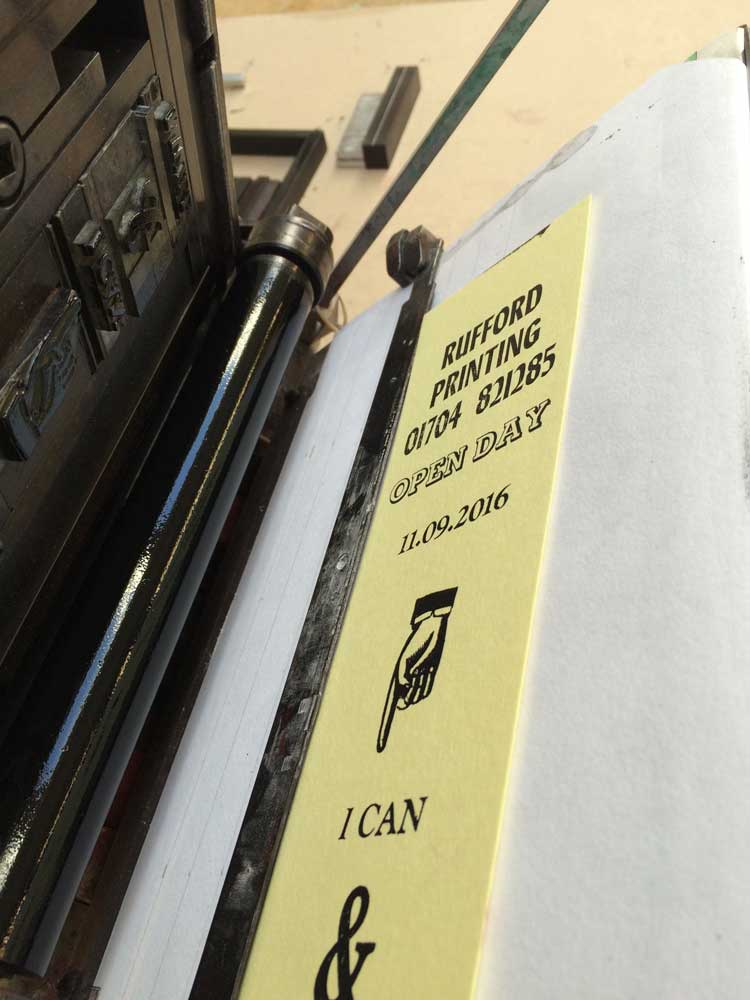 RUFFORD
PRINTING
01704 821285
OPEN DAY
11.09.2016
I CAN
&